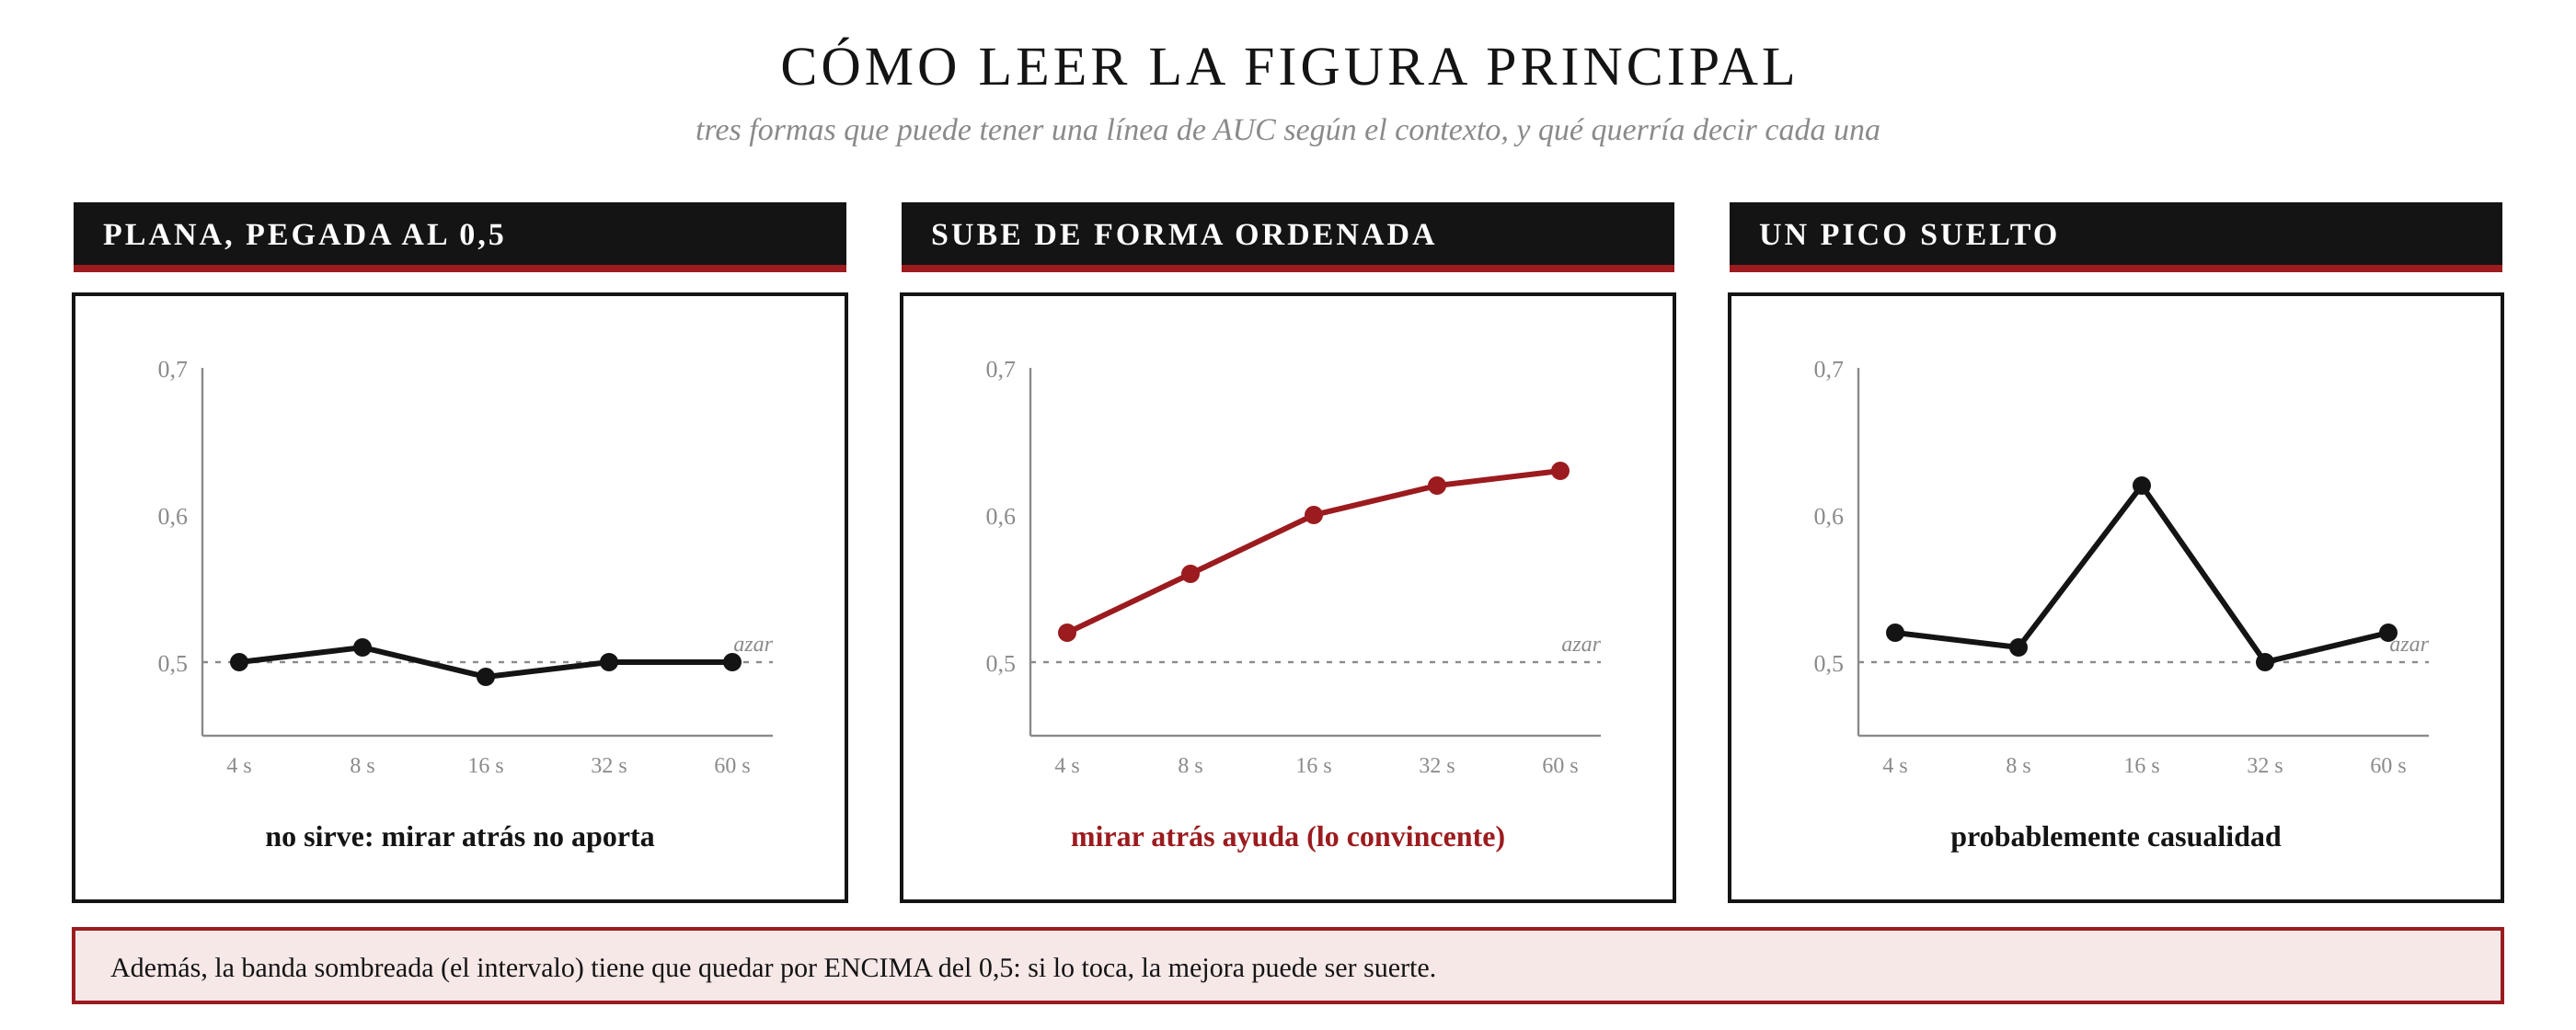 CÓMO LEER LA FIGURA PRINCIPAL
tres formas que puede tener una línea de AUC según el contexto, y qué querría decir cada una
PLANA, PEGADA AL 0,5
0,7
0,6
0,5
azar
4 s 8 s 16 s 32 s 60 s
no sirve: mirar atrás no aporta
SUBE DE FORMA ORDENADA
0,7
0,6
0,5
azar
4 s 8 s 16 s 32 s 60 s
mirar atrás ayuda (lo convincente)
UN PICO SUELTO
0,7
0,6
0,5
azar
4 s 8 s 16 s 32 s 60 s
probablemente casualidad
Además, la banda sombreada (el intervalo) tiene que quedar por ENCIMA del 0,5: si lo toca, la mejora puede ser suerte.